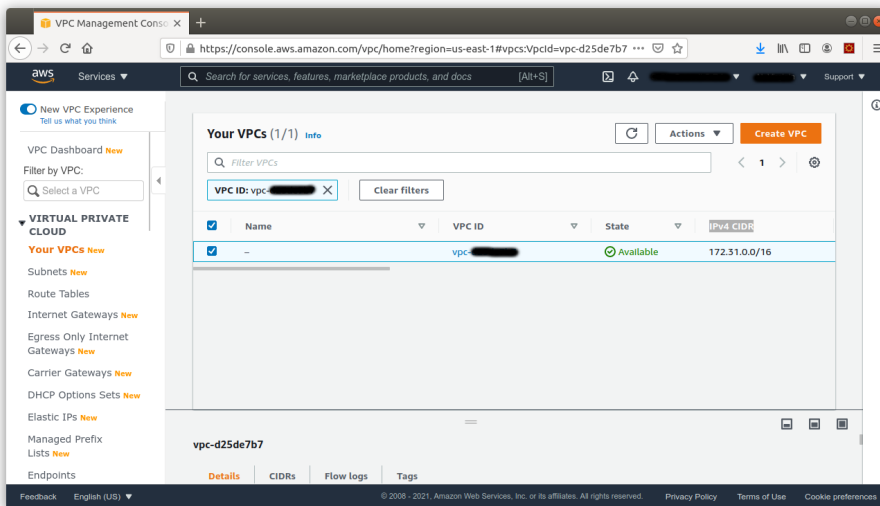 VPC Management Conso
https://console.aws.amazon.com/vpc/home?region=us-east-1#vpcs:VpcId=vpc-d25de7b7
aws Services ▼ Search for services, features, marketplace products, and docs [Alt+S] Support ▼
New VPC Experience
Tell us what you think
VPC Dashboard New
Filter by VPC:
Select a VPC
VIRTUAL PRIVATE
CLOUD
Your VPCs New
Subnets New
Route Tables
Internet Gateways New
Egress Only Internet
Gateways New
Carrier Gateways New
DHCP Options Sets New
Elastic IPs New
Managed Prefix
Lists New
Endpoints
Your VPCs (1/1) Info
Actions ▼ Create VPC
Filter VPCs
1
VPC ID: vpc-
Clear filters
Name VPC ID State IPv4 CIDR
– vpc- Available 172.31.0.0/16
vpc-d25de7b7
Details CIDRs Flow logs Tags
Feedback English (US) ▼ © 2008 - 2021, Amazon Web Services, Inc. or its affiliates. All rights reserved. Privacy Policy Terms of Use Cookie preferences